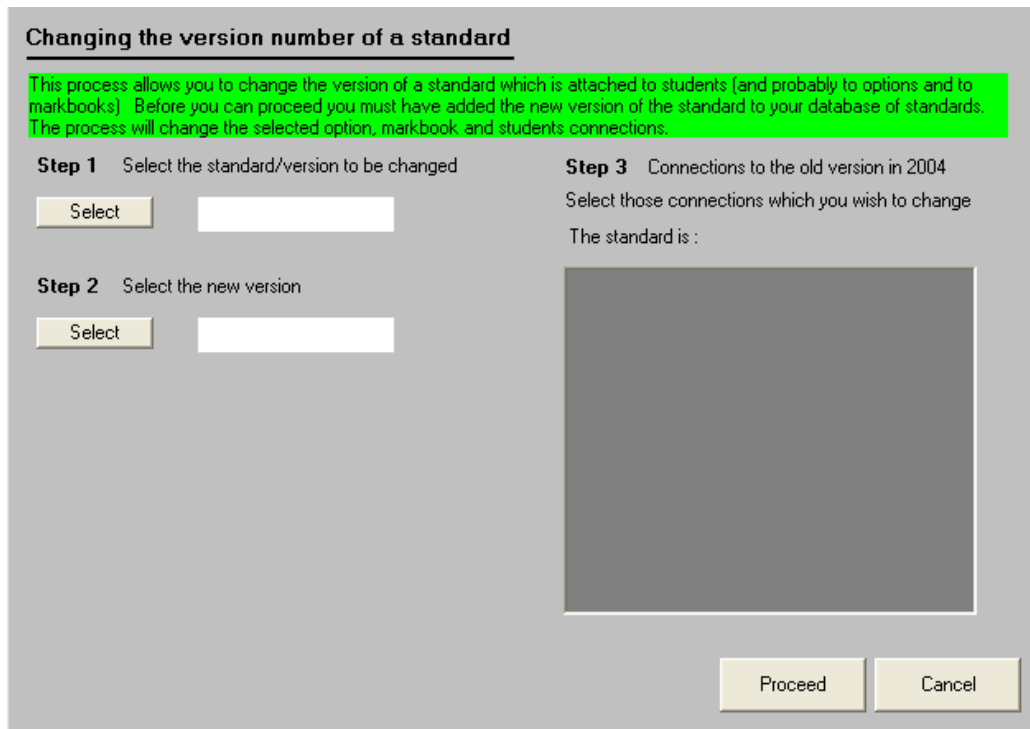 Changing the version number of a standard
This process allows you to change the version of a standard which is attached to students (and probably to options and to
markbooks)  Before you can proceed you must have added the new version of the standard to your database of standards.
The process will change the selected option, markbook and students connections.
Step 1 Select the standard/version to be changed
Select
Step 2 Select the new version
Select
Step 3 Connections to the old version in 2004
Select those connections which you wish to change
The standard is :
Proceed
Cancel